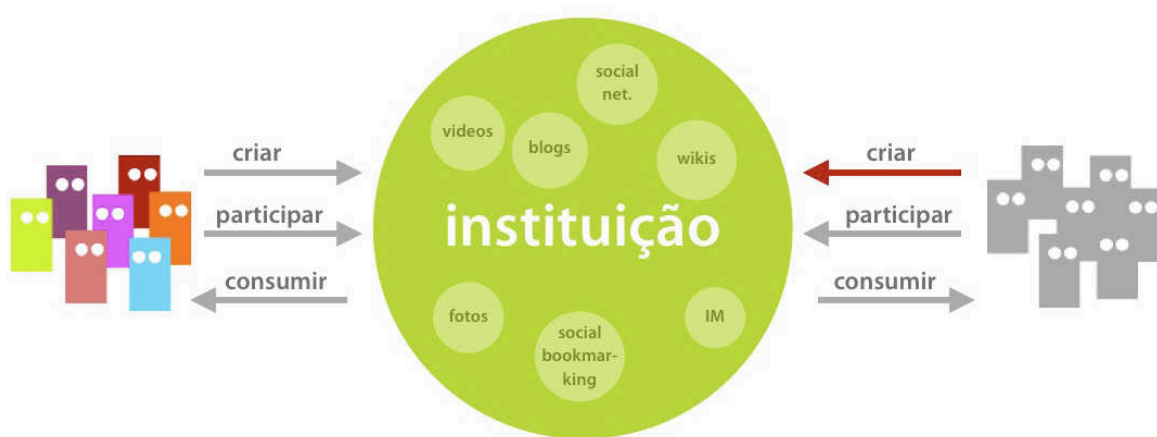 social
net.
videos
blogs
wikis
criar
criar
participar
instituição
participar
consumir
consumir
fotos
social
bookmar-
king
IM